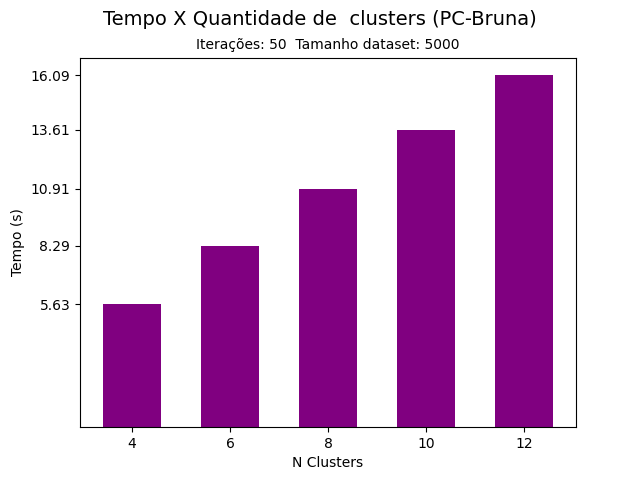 Tempo X Quantidade de  clusters (PC-Bruna)
Iterações: 50  Tamanho dataset: 5000
16.09
13.61
10.91
8.29
5.63
Tempo (s)
4 6 8 10 12
N Clusters